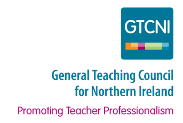 GTCNI
General Teaching Council
for Northern Ireland
Promoting Teacher Professionalism